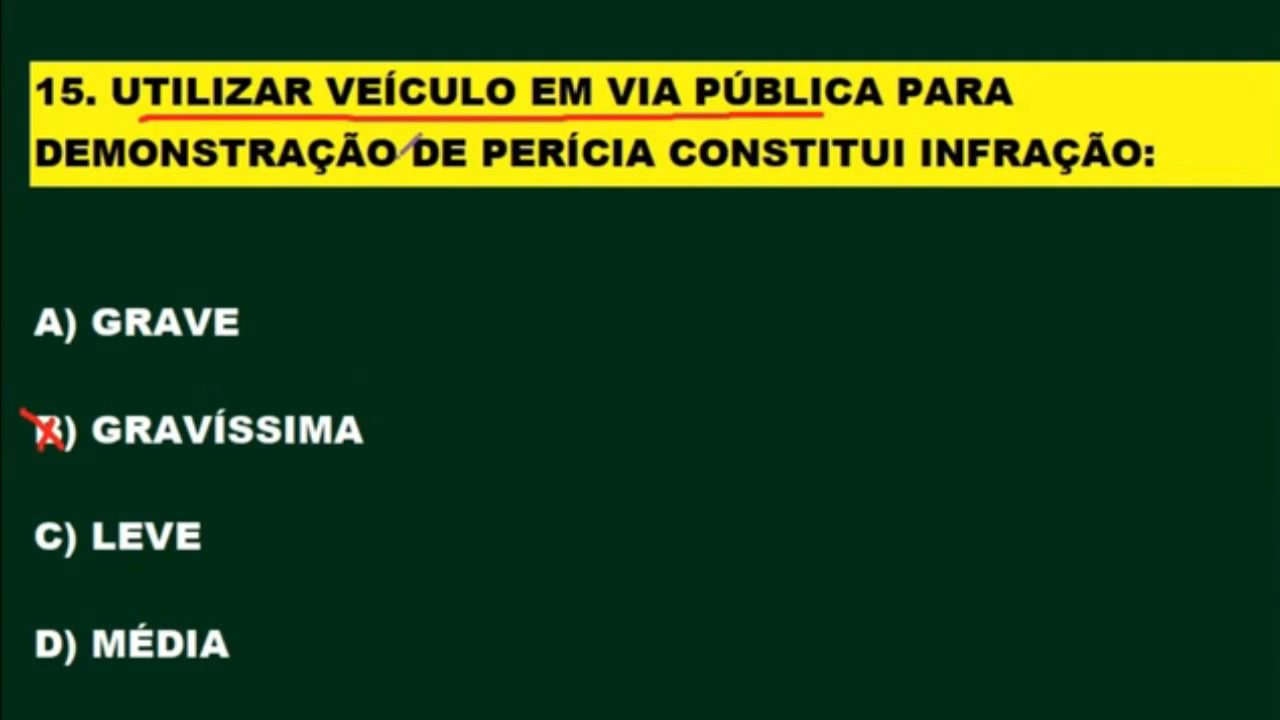 15. UTILIZAR VEÍCULO EM VIA PÚBLICA PARA
DEMONSTRAÇÃO DE PERÍCIA CONSTITUI INFRAÇÃO:
A) GRAVE
B) GRAVÍSSIMA
C) LEVE
D) MÉDIA